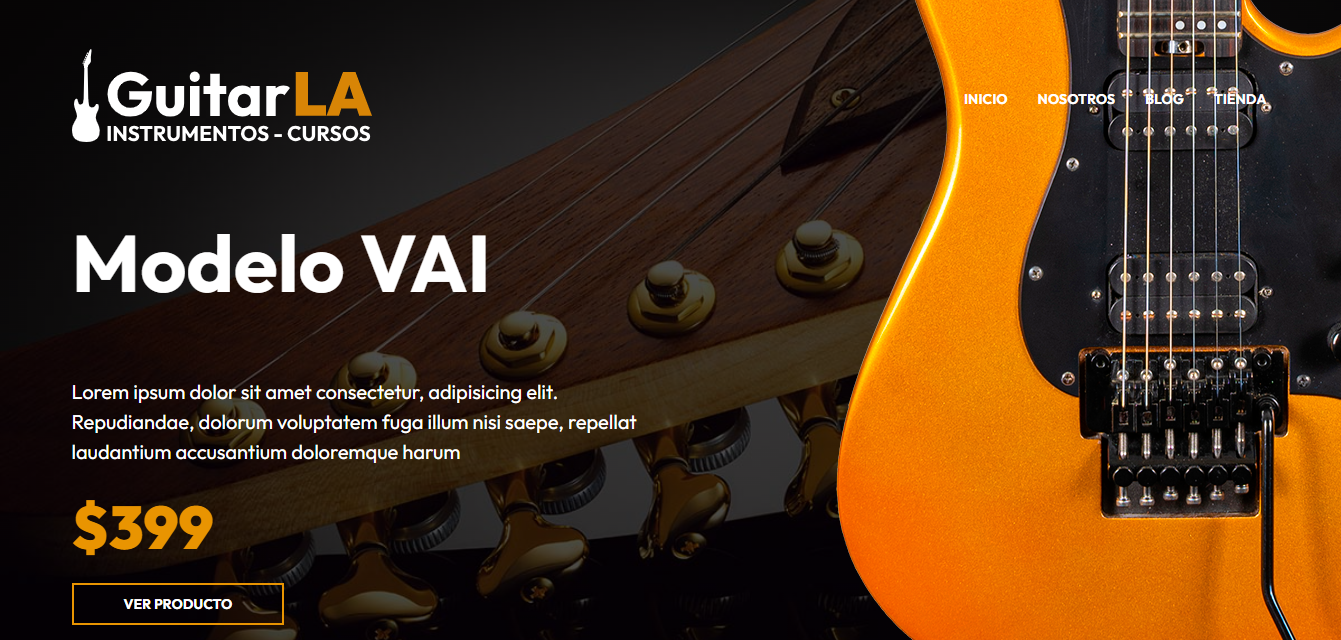 GuitarLA
INSTRUMENTOS - CURSOS
INICIO NOSOTROS BLOG TIENDA
Modelo VAI
Lorem ipsum dolor sit amet consectetur, adipisicing elit.
Repudiandae, dolorum voluptatem fuga illum nisi saepe, repellat
laudantium accusantium doloremque harum
$399
VER PRODUCTO